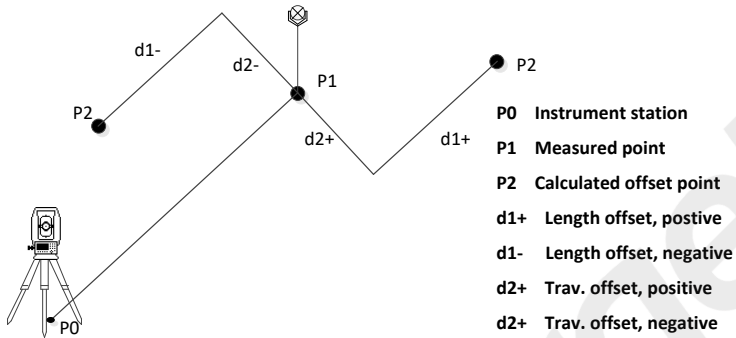 d1-
d2-
P1
P2
P2
d2+
d1+
P0
P0 Instrument station
P1 Measured point
P2 Calculated offset point
d1+ Length offset, postive
d1- Length offset, negative
d2+ Trav. offset, positive
d2+ Trav. offset, negative